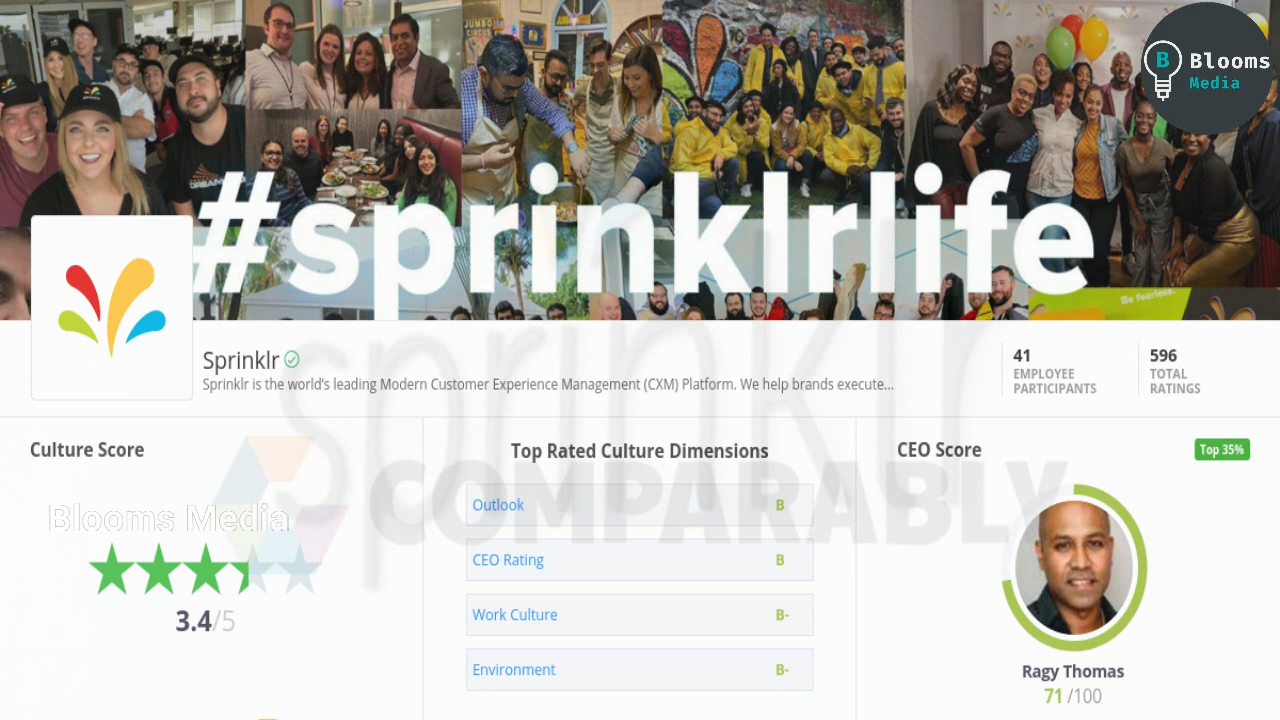 B Blooms
Media
#sprinklrlife
Be fearless.
Sprinklr
Sprinklr is the world's leading Modern Customer Experience Management (CXM) Platform. We help brands execute...
41
EMPLOYEE
PARTICIPANTS
596
TOTAL
RATINGS
sprinklr
COMPARABLY
Culture Score
Blooms Media
3.4/5
Top Rated Culture Dimensions
Outlook B
CEO Rating B
Work Culture B-
Environment B-
CEO Score
Top 35%
Ragy Thomas
71 /100